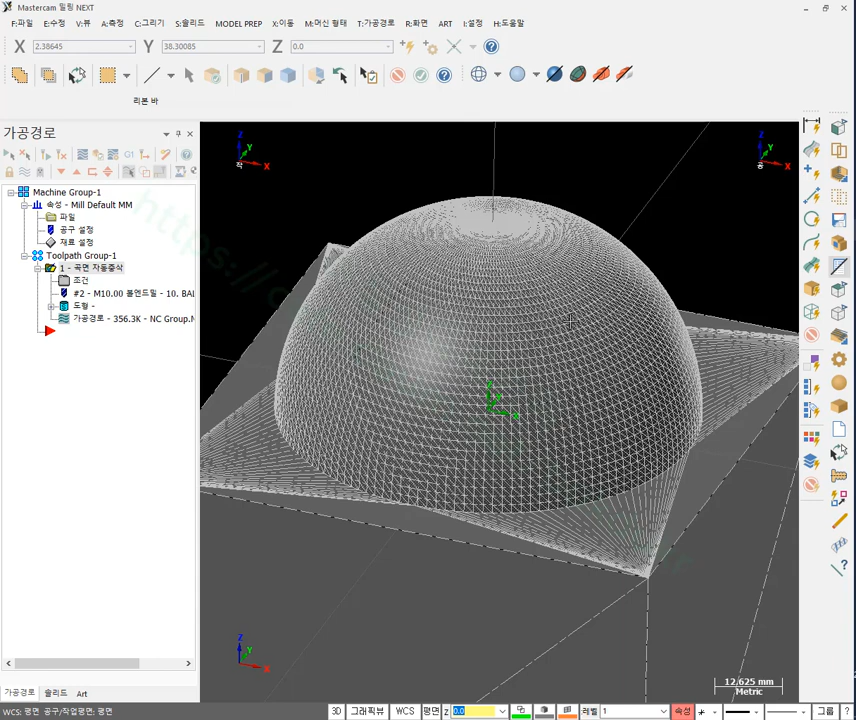 Mastercam 밀링 NEXT
F:파일 E:수정 V:뷰 A:측정 C:그리기 S:솔리드 MODEL PREP X:이동 M:머신 형태 T:가공경로 R:화면 ART I:설정 H:도움말
X 2.38645 Y 38.30085 Z 0.0
리본 바
가공경로
G1
Machine Group-1
속성 - Mill Default MM
파일
공구 설정
재료 설정
Toolpath Group-1
1 - 곡면 자동중삭
조건
#2 - M10.00 볼엔드밀 - 10. BAL
도형 -
가공경로 - 356.3K - NC Group.N
Z Y X
Z Y X
Z Y X
12.625 mm
Metric
가공경로 솔리드 Art
3D 그래픽뷰 WCS 평면 Z 0.0 레벨 1 속성 그룹 ?
WCS: 평면 공구/작업평면: 평면